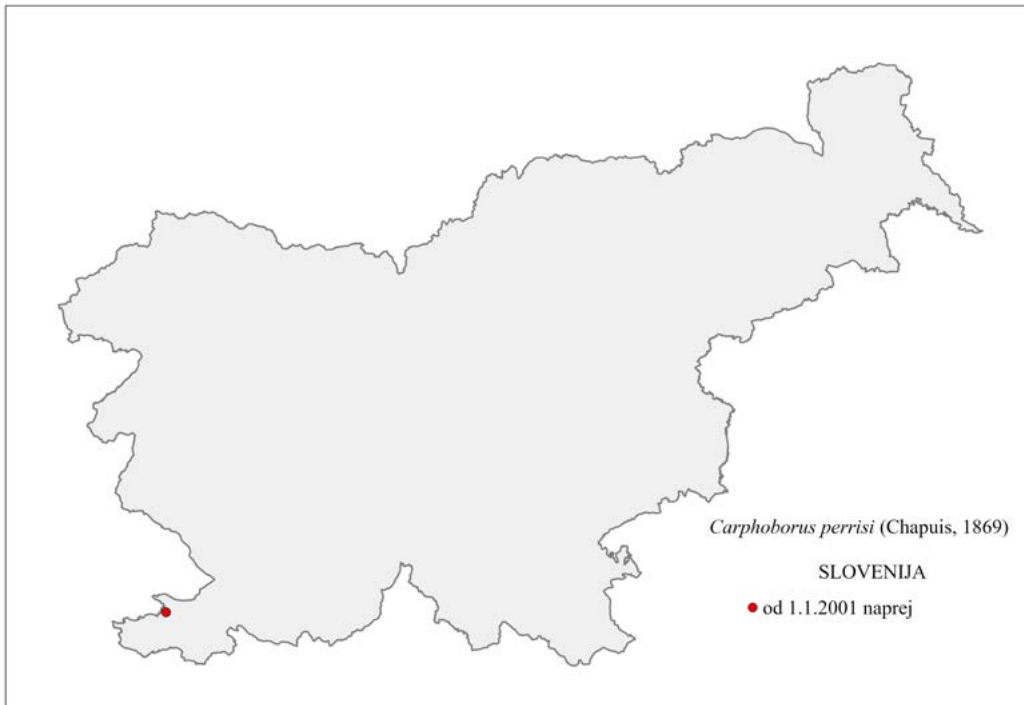 Carphoborus perrisi (Chapuis, 1869)
SLOVENIJA
od 1.1.2001 naprej